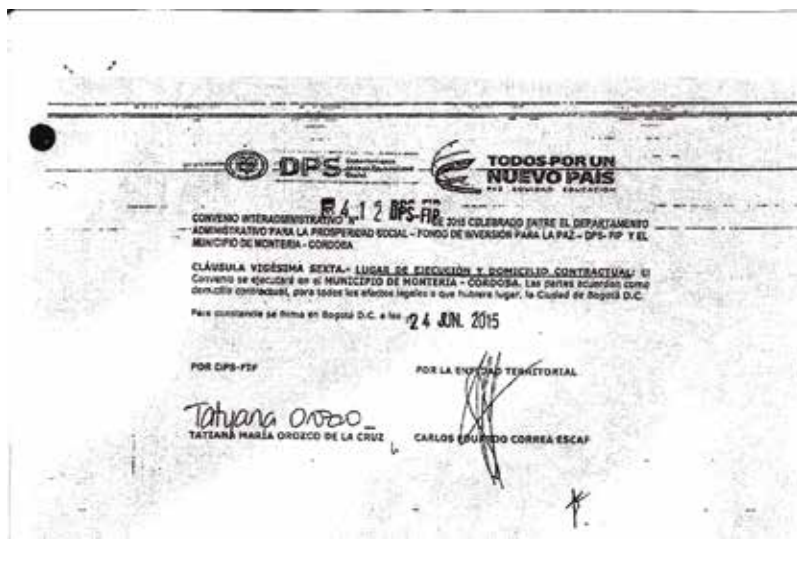 DPS
TODOS POR UN
NUEVO PAÍS
PAZ EQUIDAD EDUCACIÓN
CONVENIO INTERADMINISTRATIVO N° 412 DPS-FIP DE 2015 CELEBRADO ENTRE EL DEPARTAMENTO
ADMINISTRATIVO PARA LA PROSPERIDAD SOCIAL – FONDO DE INVERSIÓN PARA LA PAZ – DPS- FIP Y EL
MUNICIPIO DE MONTERIA - CORDOBA
CLÁUSULA VIGÉSIMA SEXTA.- LUGAR DE EJECUCIÓN Y DOMICILIO CONTRACTUAL: El
Convenio se ejecutará en el MUNICIPIO DE MONTERIA - CORDOBA. Las partes acuerdan como
domicilio contractual, para todos los efectos legales a que hubiera lugar, la Ciudad de Bogotá D.C.
Para constancia se firma en Bogotá D.C. a los 24 JUN. 2015
POR DPS-FIP
POR LA ENTIDAD TERRITORIAL
Tatyana Orozco
TATIANA MARÍA OROZCO DE LA CRUZ
CARLOS EDUARDO CORREA ESCAF